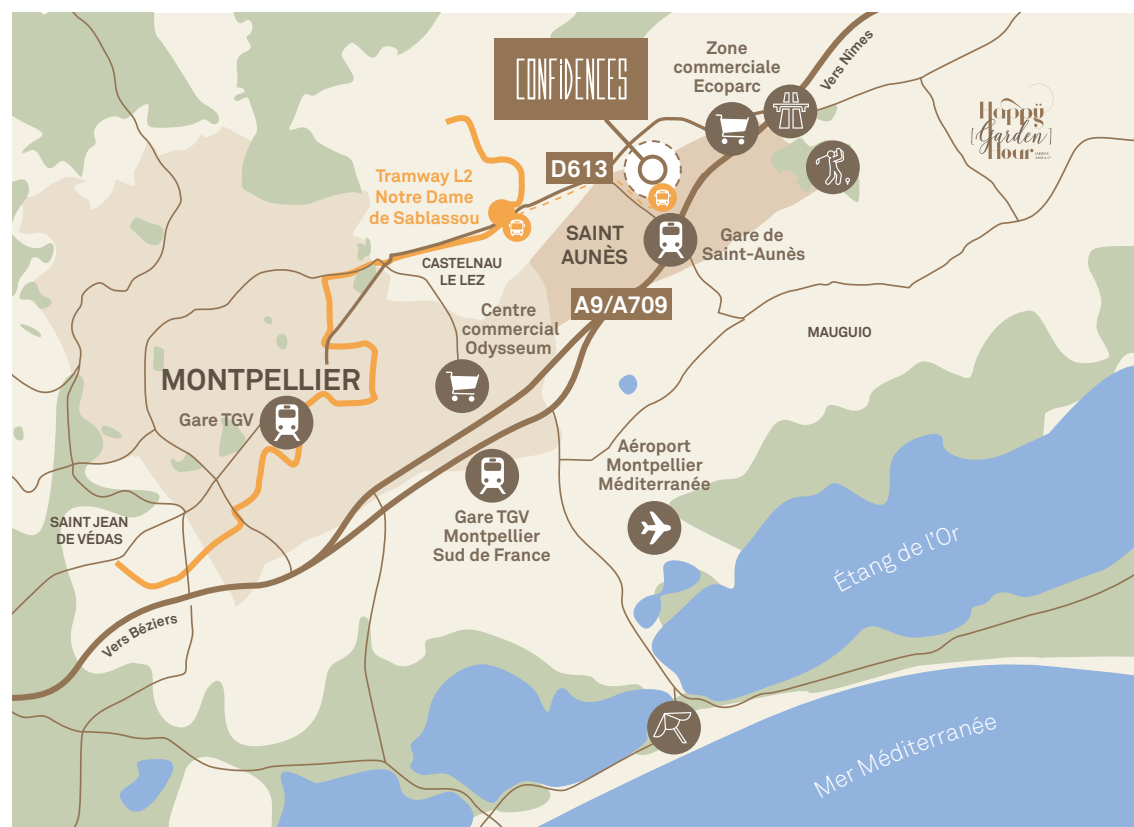 CONFIDENCES
Zone
commerciale
Ecoparc
Vers Nîmes
Happÿ
[Garden]
Hour
D613
Tramway L2
Notre Dame
de Sablassou
SAINT
AUNÈS
Gare de
Saint-Aunès
CASTELNAU
LE LEZ
A9/A709
Centre
commercial
Odysseum
MAUGUIO
MONTPELLIER
Gare TGV
Aéroport
Montpellier
Méditerranée
Gare TGV
Montpellier
Sud de France
SAINT JEAN
DE VÉDAS
Étang de l'Or
Vers Béziers
Mer Méditerranée